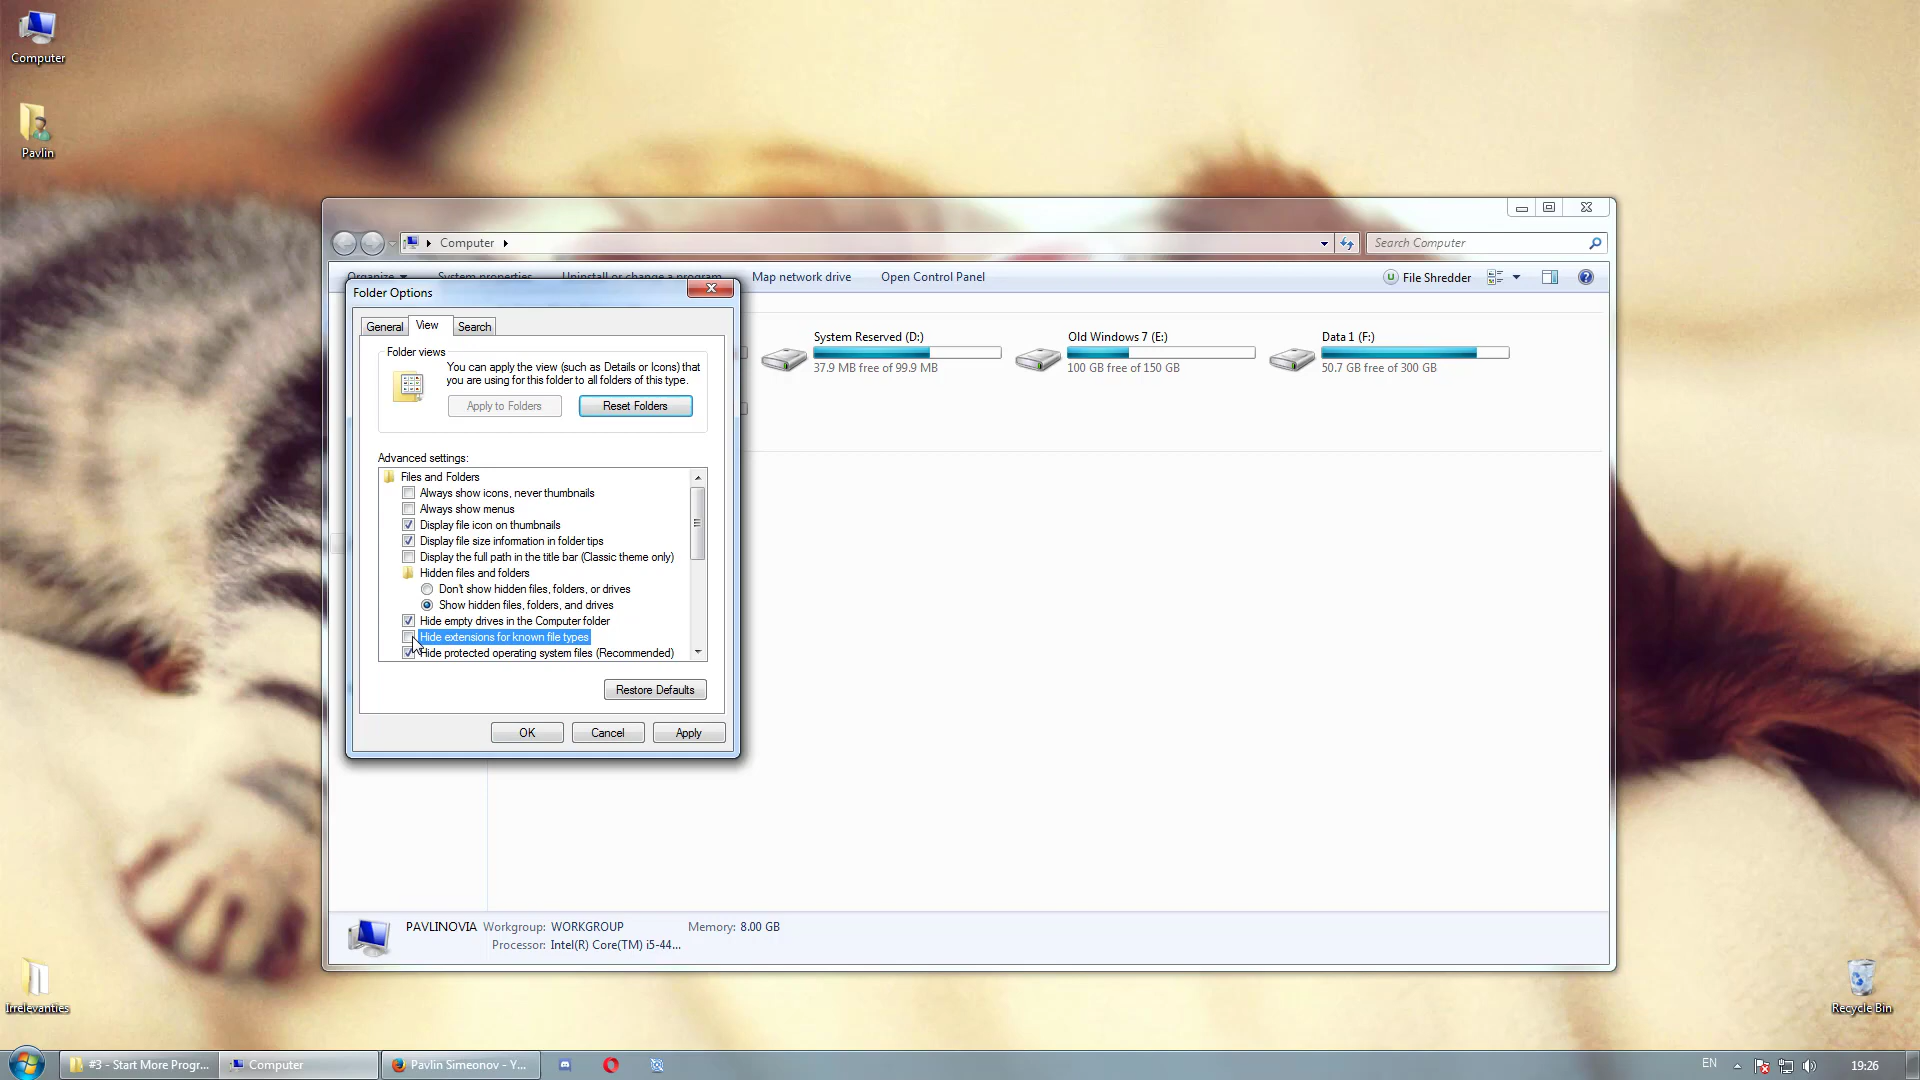 Computer
Pavlin
Computer
Search Computer
Organize
System properties
Uninstall or change a program
Map network drive
Open Control Panel
File Shredder
Folder Options
General
View
Search
Folder views
You can apply the view (such as Details or Icons) that
you are using for this folder to all folders of this type.
Apply to Folders
Reset Folders
Advanced settings:
Files and Folders
Always show icons, never thumbnails
Always show menus
Display file icon on thumbnails
Display file size information in folder tips
Display the full path in the title bar (Classic theme only)
Hidden files and folders
Don't show hidden files, folders, or drives
Show hidden files, folders, and drives
Hide empty drives in the Computer folder
Hide extensions for known file types
Hide protected operating system files (Recommended)
Restore Defaults
OK
Cancel
Apply
System Reserved (D:)
37.9 MB free of 99.9 MB
Old Windows 7 (E:)
100 GB free of 150 GB
Data 1 (F:)
50.7 GB free of 300 GB
PAVLINOVIA Workgroup: WORKGROUP Memory: 8.00 GB
Processor: Intel(R) Core(TM) i5-44...
Irrelevanties
Recycle Bin
#3 - Start More Progr...
Computer
Pavlin Simeonov - Y...
EN
19:26